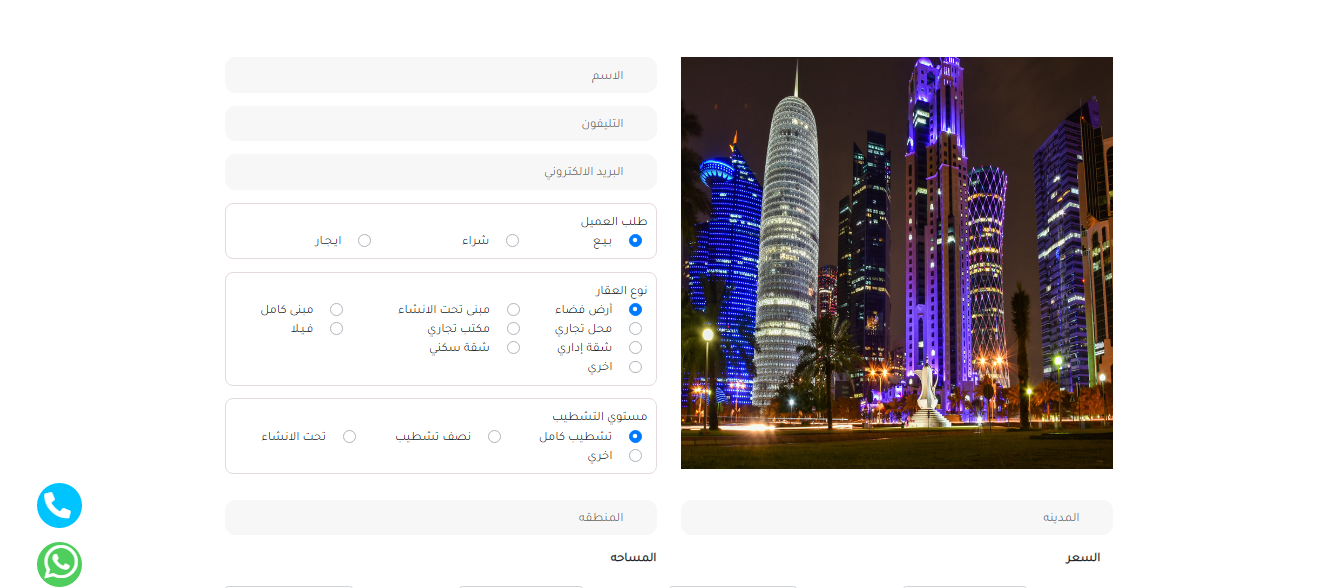 الاسم
التليفون
البريد الالكتروني
طلب العميل
بيع شراء ايجار
نوع العقار
أرض فضاء مبنى تحت الانشاء مبنى كامل
محل تجاري مكتب تجاري فيلا
شقة إداري شقة سكني
اخري
مستوي التشطيب
تشطيب كامل نصف تشطيب تحت الانشاء
اخري
المدينه المنطقه
السعر المساحه